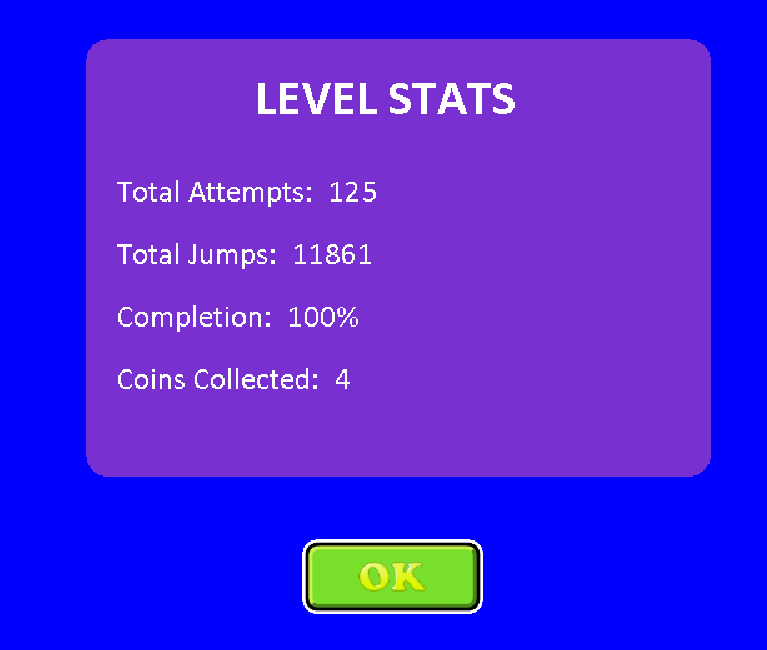 LEVEL STATS
Total Attempts: 125
Total Jumps: 11861
Completion: 100%
Coins Collected: 4
OK